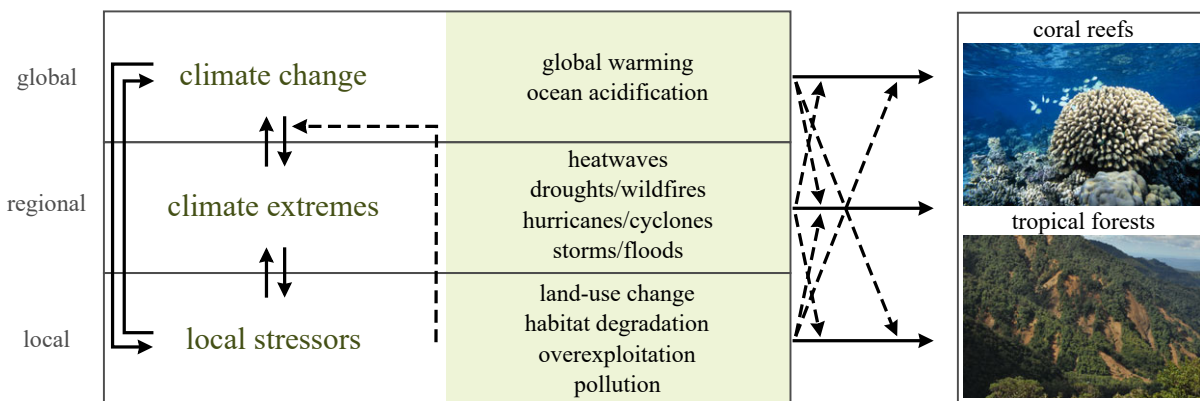 global
climate change
global warming
ocean acidification
regional
climate extremes
heatwaves
droughts/wildfires
hurricanes/cyclones
storms/floods
local
local stressors
land-use change
habitat degradation
overexploitation
pollution
coral reefs
tropical forests